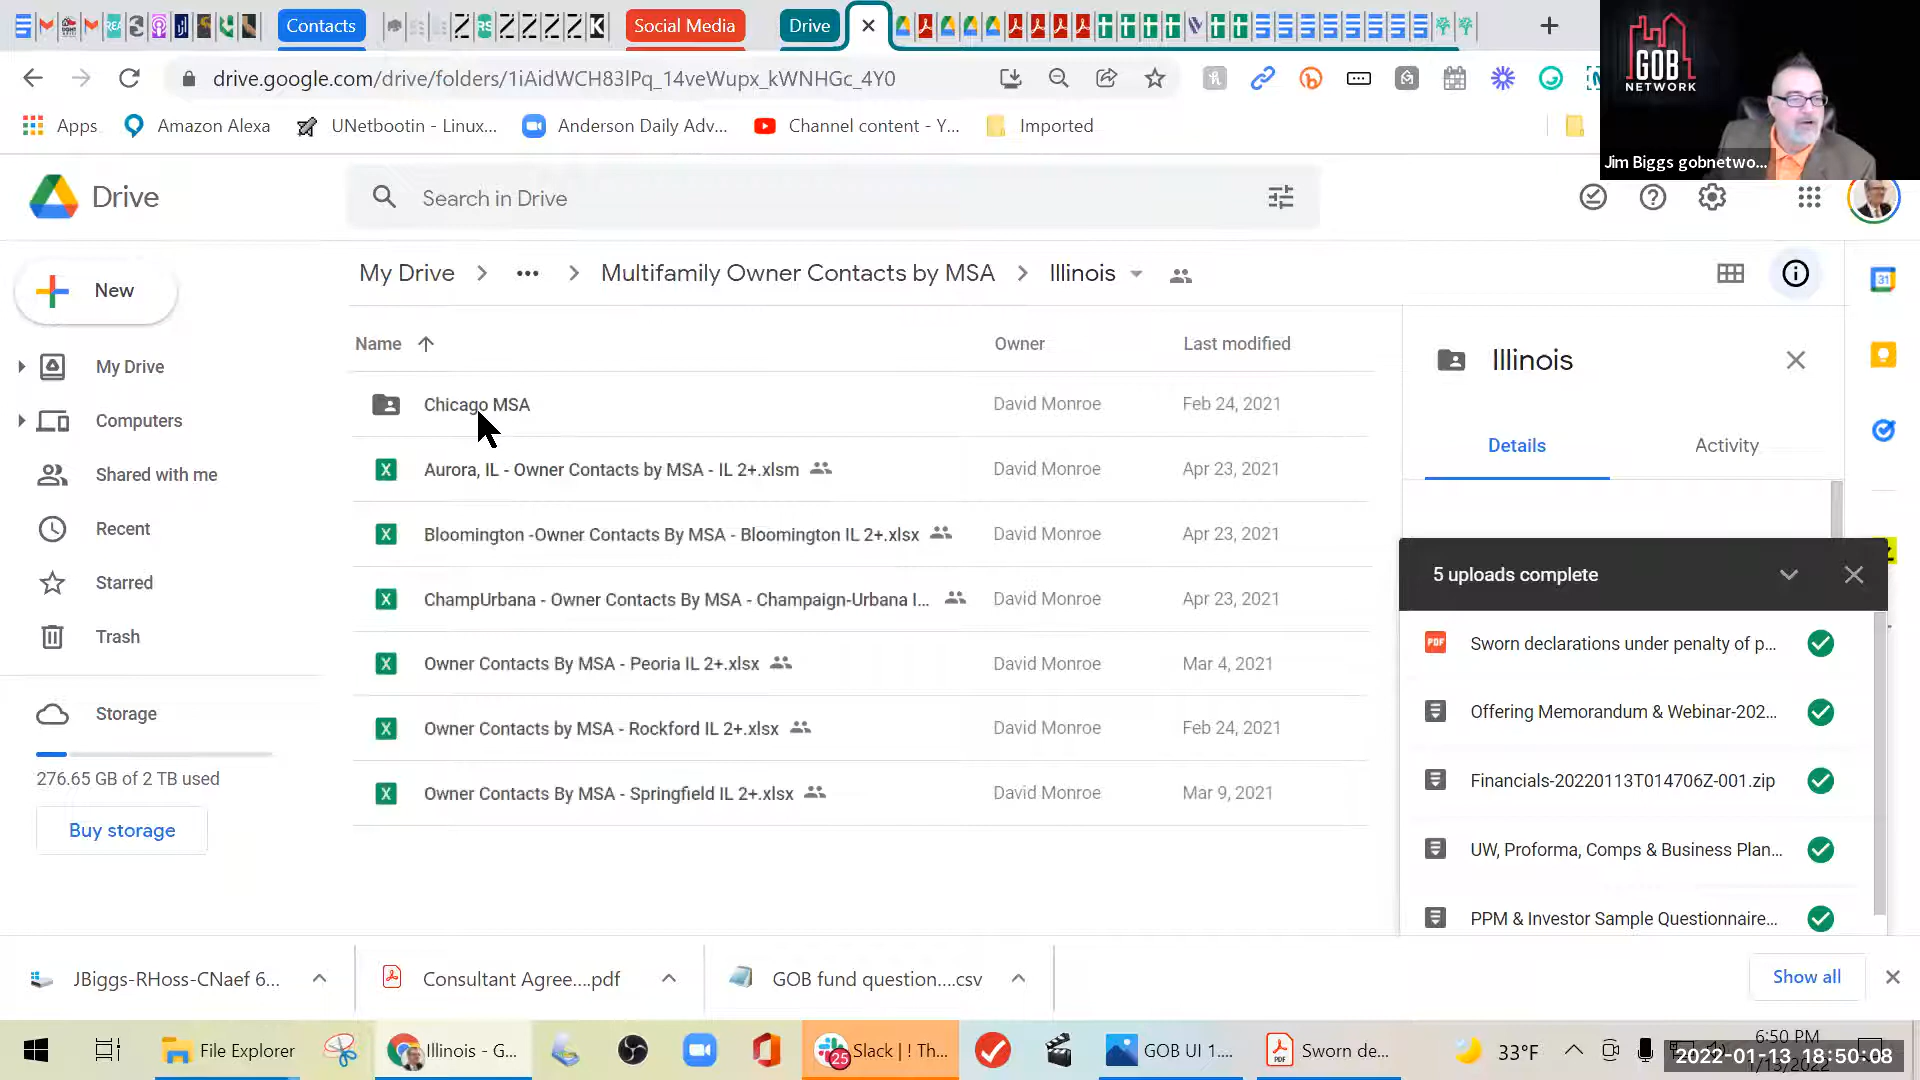 Contacts
Social Media
Drive
drive.google.com/drive/folders/1iAidWCH83IPq_14veWupx_kWNHGc_4Y0
GOB
NETWORK
Jim Biggs gobnetwo...
Apps
Amazon Alexa
UNetbootin - Linux...
Anderson Daily Adv...
Channel content - Y...
Imported
Drive
Search in Drive
New
My Drive
Multifamily Owner Contacts by MSA
Illinois
My Drive
Computers
Shared with me
Recent
Starred
Trash
Storage
276.65 GB of 2 TB used
Buy storage
Name
Owner
Last modified
Chicago MSA
David Monroe
Feb 24, 2021
Aurora, IL - Owner Contacts by MSA - IL 2+.xlsm
David Monroe
Apr 23, 2021
Bloomington -Owner Contacts By MSA - Bloomington IL 2+.xlsx
David Monroe
Apr 23, 2021
ChampUrbana - Owner Contacts By MSA - Champaign-Urbana I...
David Monroe
Apr 23, 2021
Owner Contacts By MSA - Peoria IL 2+.xlsx
David Monroe
Mar 4, 2021
Owner Contacts by MSA - Rockford IL 2+.xlsx
David Monroe
Feb 24, 2021
Owner Contacts By MSA - Springfield IL 2+.xlsx
David Monroe
Mar 9, 2021
Illinois
Details
Activity
31
5 uploads complete
PDF
Sworn declarations under penalty of p...
Offering Memorandum & Webinar-202...
Financials-20220113T014706Z-001.zip
UW, Proforma, Comps & Business Plan...
PPM & Investor Sample Questionnaire...
JBiggs-RHoss-CNaef 6...
Consultant Agree....pdf
GOB fund question....csv
Show all
File Explorer
Illinois - G...
25
Slack | ! Th...
GOB UI 1....
Sworn de...
33°F
6:50 PM
1/13/2022
2022-01-13 18:50:08